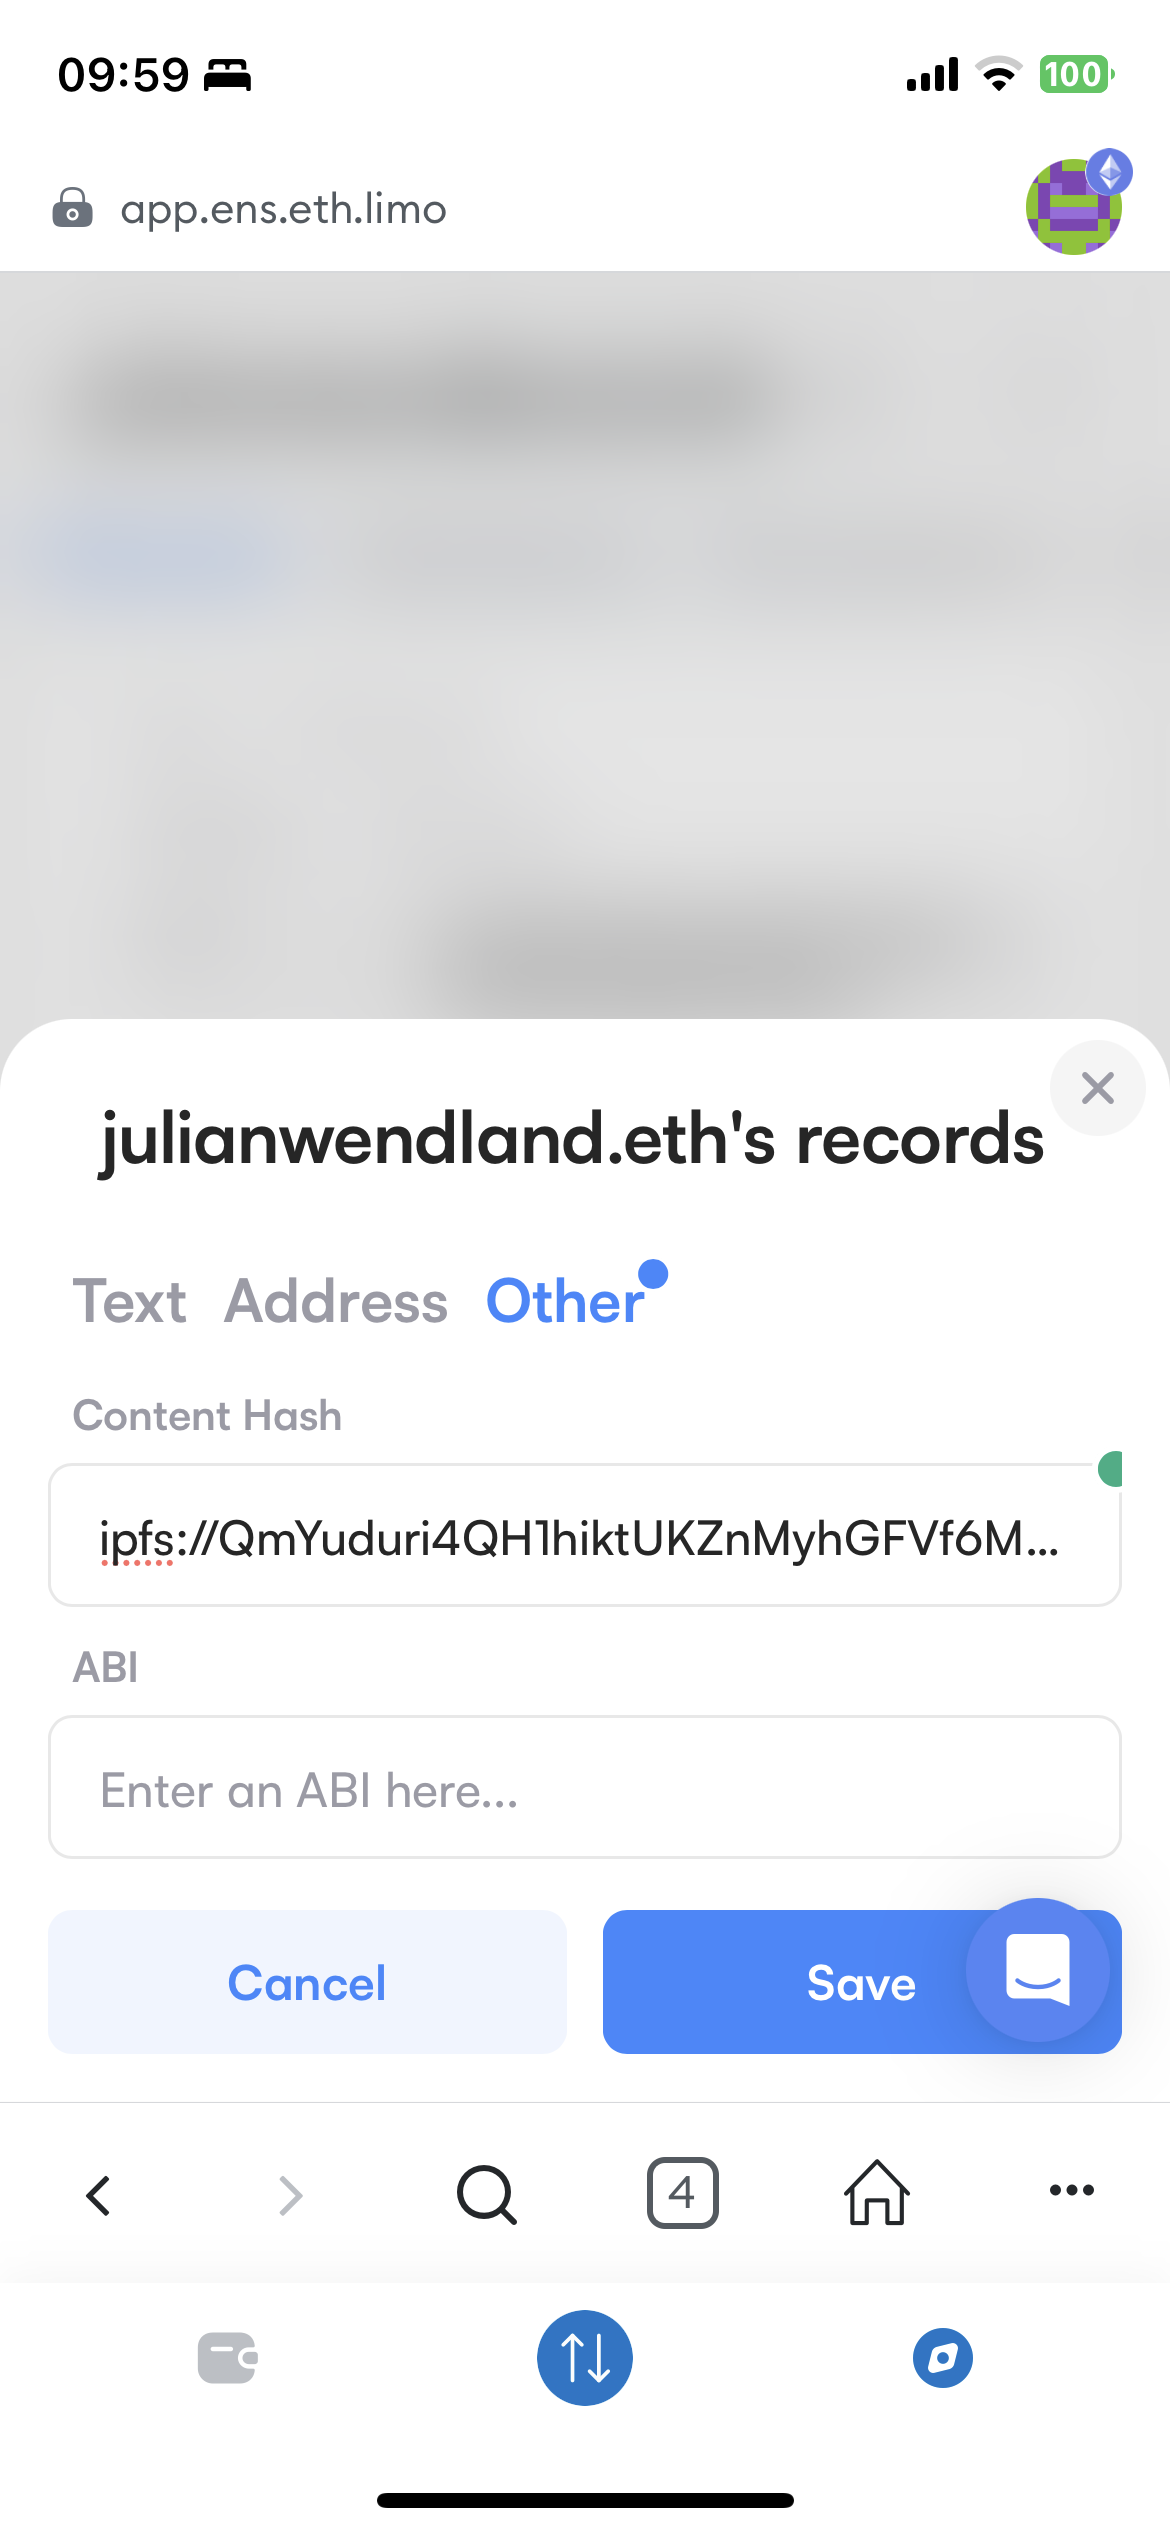 09:59
100
app.ens.eth.limo
julianwendland.eth's records
Text Address Other
Content Hash
ipfs://QmYuduri4QH1hiktUKZnMyhGFVf6M...
ABI
Enter an ABI here...
Cancel Save
4